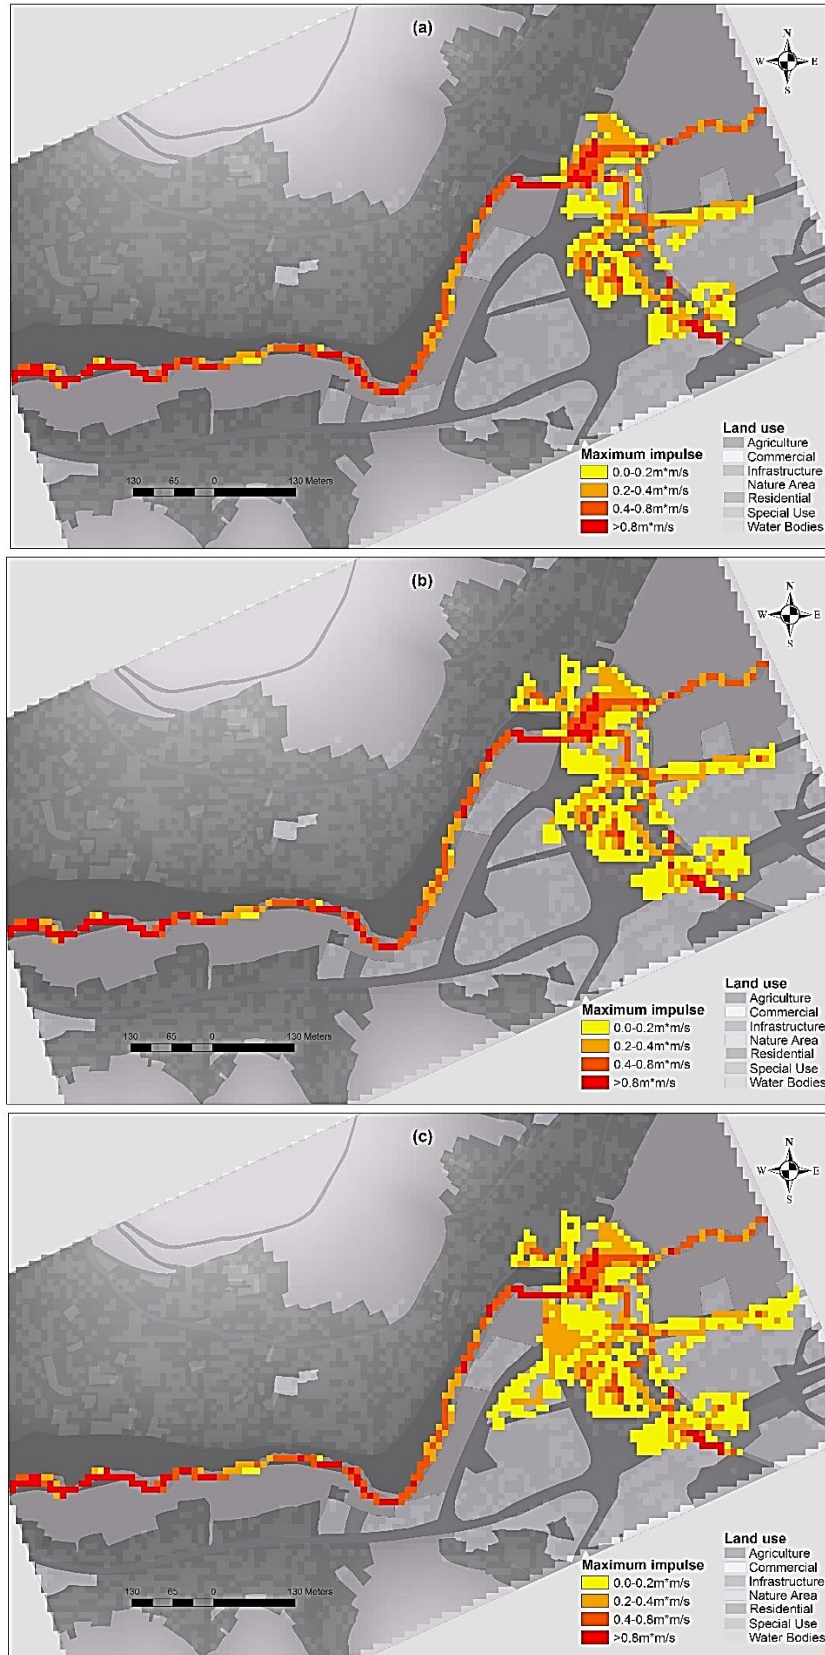 (a)
N
W E
S
Land use
Agriculture
Commercial
Infrastructure
Nature Area
Residential
Special Use
Water Bodies
Maximum impulse
0.0-0.2m*m/s
0.2-0.4m*m/s
0.4-0.8m*m/s
>0.8m*m/s
130 65 0 130 Meters
(b)
N
W E
S
Land use
Agriculture
Commercial
Infrastructure
Nature Area
Residential
Special Use
Water Bodies
Maximum impulse
0.0-0.2m*m/s
0.2-0.4m*m/s
0.4-0.8m*m/s
>0.8m*m/s
130 65 0 130 Meters
(c)
N
W E
S
Land use
Agriculture
Commercial
Infrastructure
Nature Area
Residential
Special Use
Water Bodies
Maximum impulse
0.0-0.2m*m/s
0.2-0.4m*m/s
0.4-0.8m*m/s
>0.8m*m/s
130 65 0 130 Meters